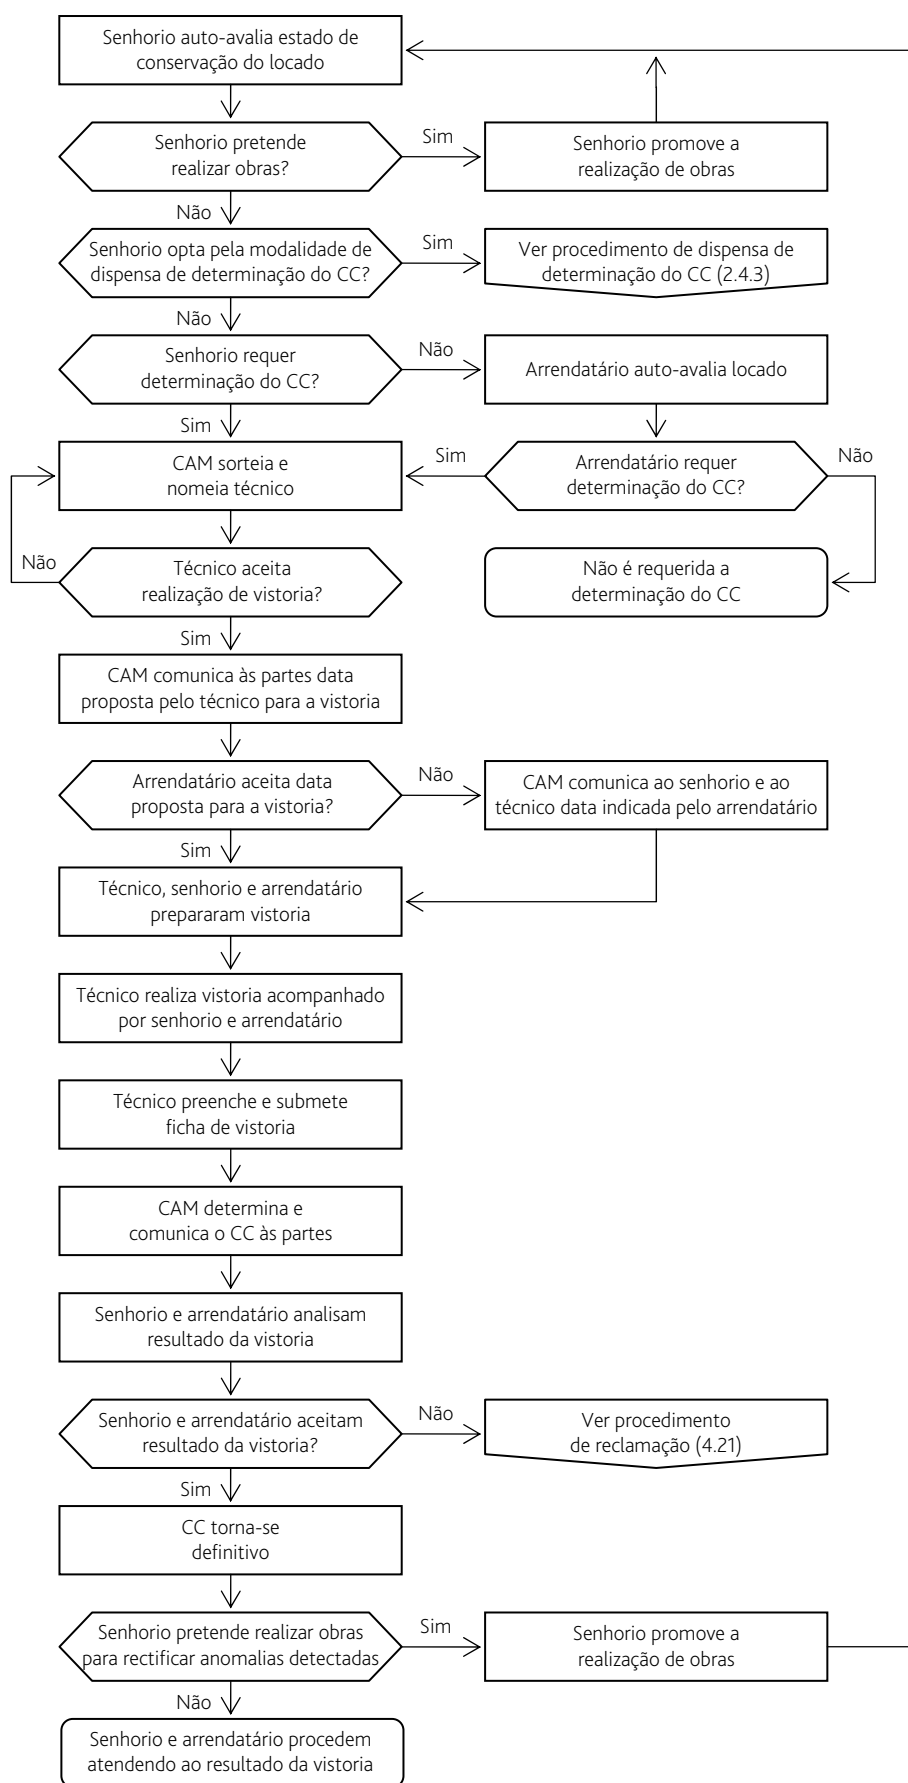 Senhorio auto-avalia estado de
conservação do locado
Senhorio pretende
realizar obras?
Sim
Senhorio promove a
realização de obras
Não
Senhorio opta pela modalidade de
dispensa de determinação do CC?
Sim
Ver procedimento de dispensa de
determinação do CC (2.4.3)
Não
Senhorio requer
determinação do CC?
Não
Arrendatário auto-avalia locado
Sim
CAM sorteia e
nomeia técnico
Sim
Arrendatário requer
determinação do CC?
Não
Não
Técnico aceita
realização de vistoria?
Não é requerida a
determinação do CC
Sim
CAM comunica às partes data
proposta pelo técnico para a vistoria
Arrendatário aceita data
proposta para a vistoria?
Não
CAM comunica ao senhorio e ao
técnico data indicada pelo arrendatário
Sim
Técnico, senhorio e arrendatário
prepararam vistoria
Técnico realiza vistoria acompanhado
por senhorio e arrendatário
Técnico preenche e submete
ficha de vistoria
CAM determina e
comunica o CC às partes
Senhorio e arrendatário analisam
resultado da vistoria
Senhorio e arrendatário aceitam
resultado da vistoria?
Não
Ver procedimento
de reclamação (4.21)
Sim
CC torna-se
definitivo
Senhorio pretende realizar obras
para rectificar anomalias detectadas
Sim
Senhorio promove a
realização de obras
Não
Senhorio e arrendatário procedem
atendendo ao resultado da vistoria